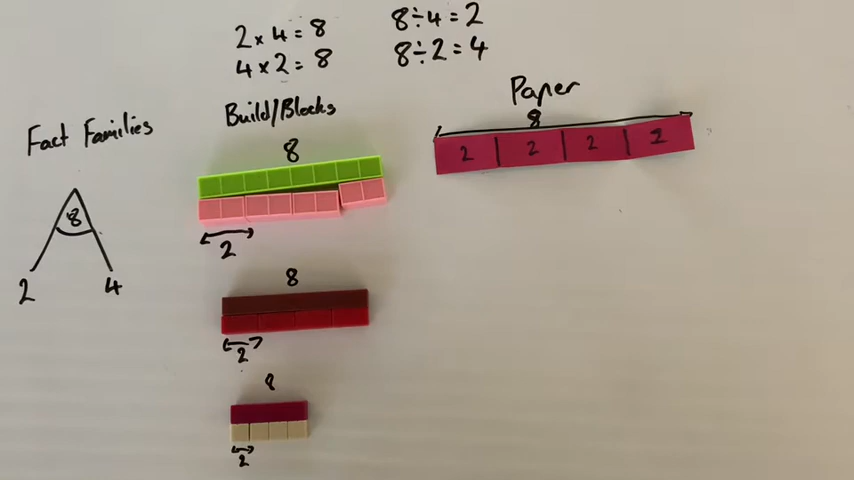 2 × 4 = 8
4 × 2 = 8
8 ÷ 4 = 2
8 ÷ 2 = 4
Fact Families
8
2 4
Build/Blocks
8
2
8
2
8
2
Paper
8
2 2 2 2